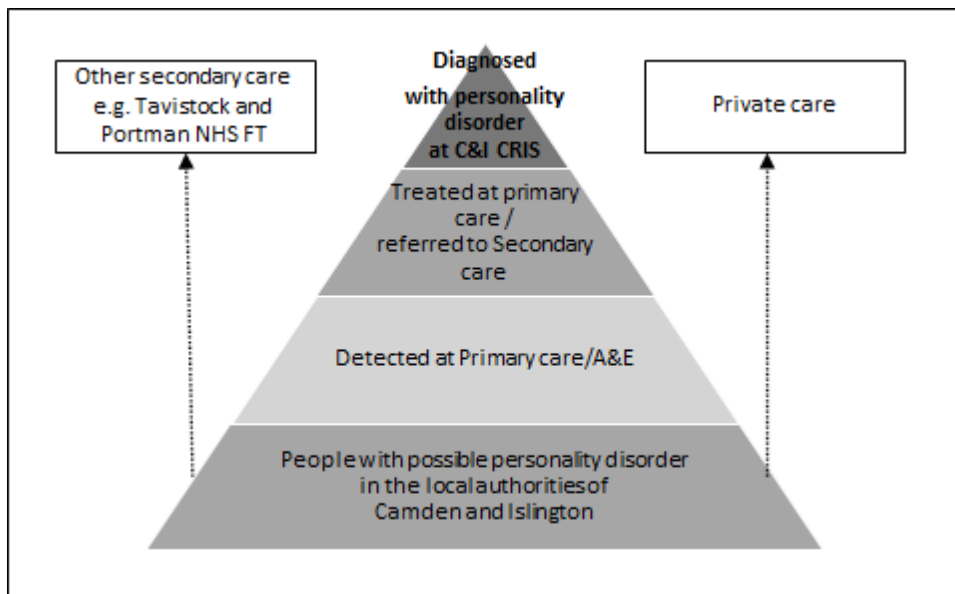 Other secondary care
e.g. Tavistock and
Portman NHS FT
Diagnosed
with personality
disorder
at C&I CRIS
Private care
Treated at primary
care /
referred to Secondary
care
Detected at Primary care/A&E
People with possible personality disorder
in the local authorities of
Camden and Islington